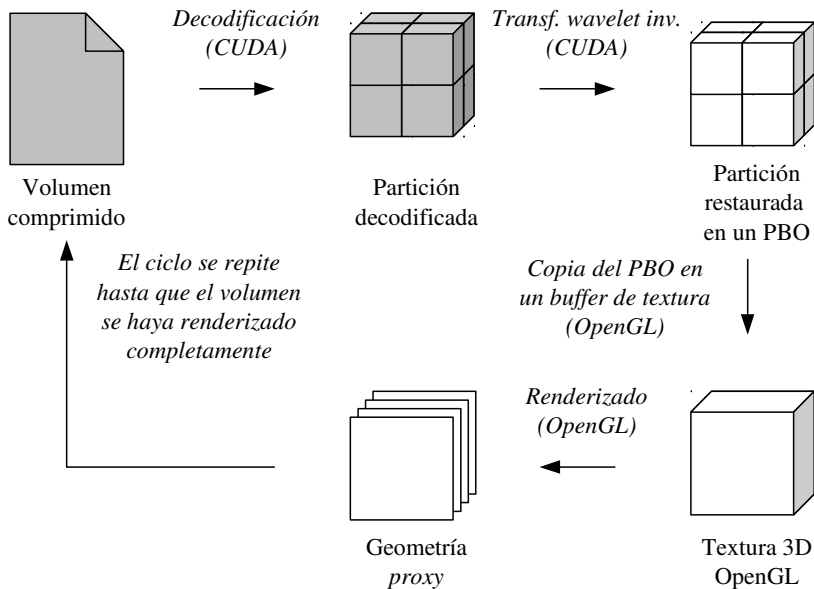 Decodificación
(CUDA)
Transf. wavelet inv.
(CUDA)
Volumen
comprimido
Partición
decodificada
Partición
restaurada
en un PBO
El ciclo se repite
hasta que el volumen
se haya renderizado
completamente
Copia del PBO en
un buffer de textura
(OpenGL)
Renderizado
(OpenGL)
Geometría
proxy
Textura 3D
OpenGL